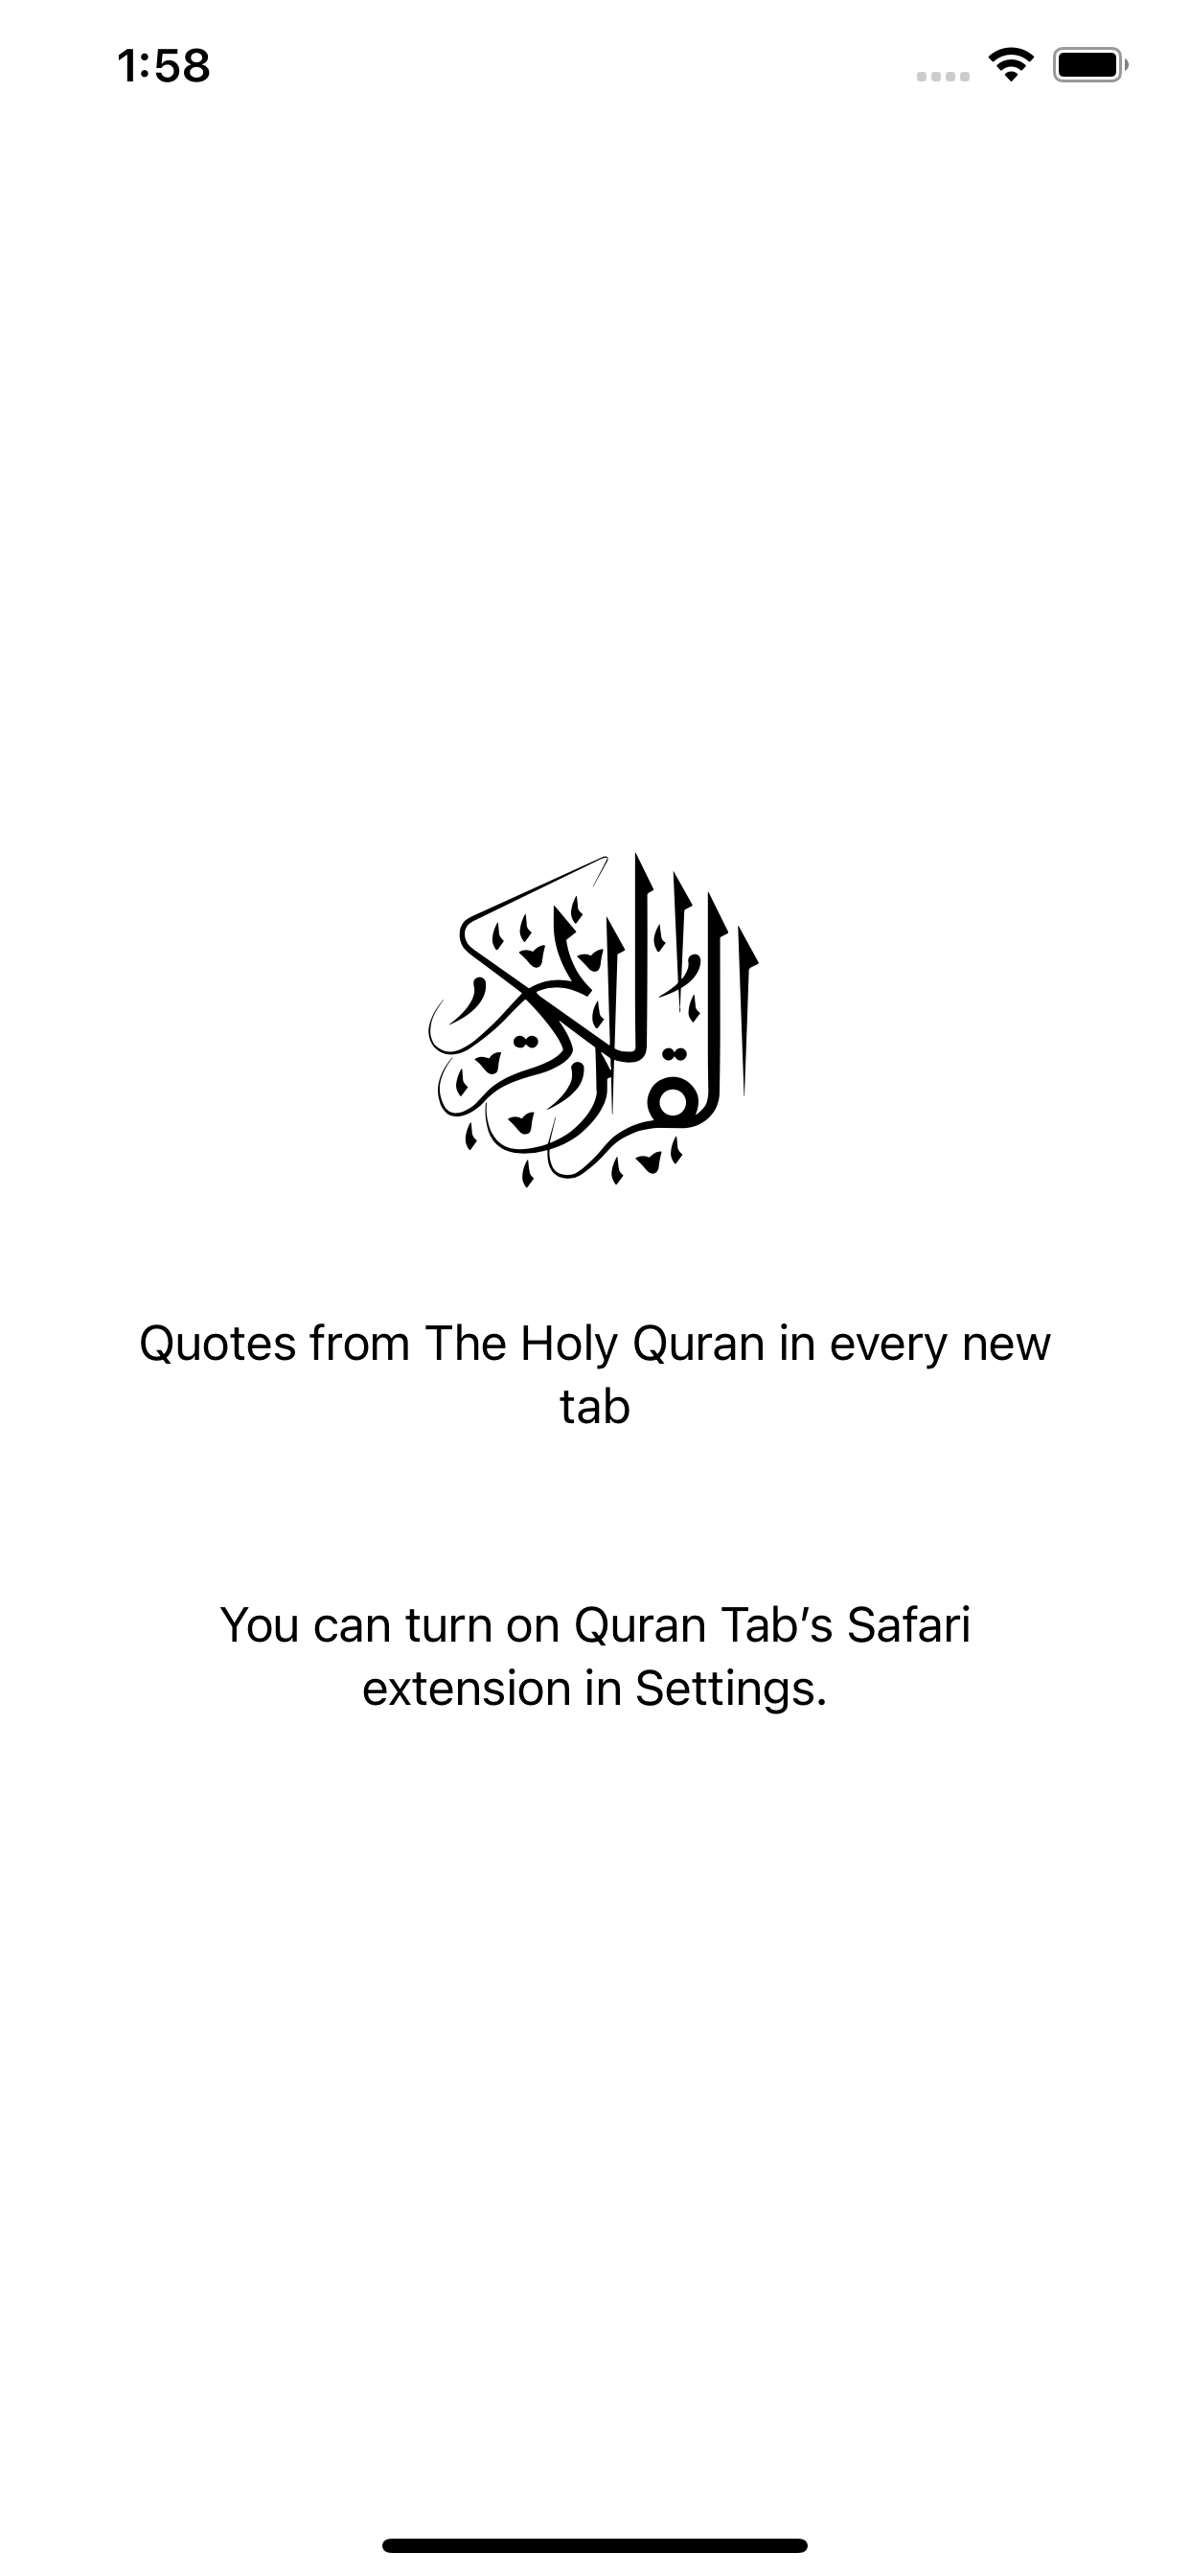 1:58
القرآن الكريم
Quotes from The Holy Quran in every new
tab
You can turn on Quran Tab’s Safari
extension in Settings.